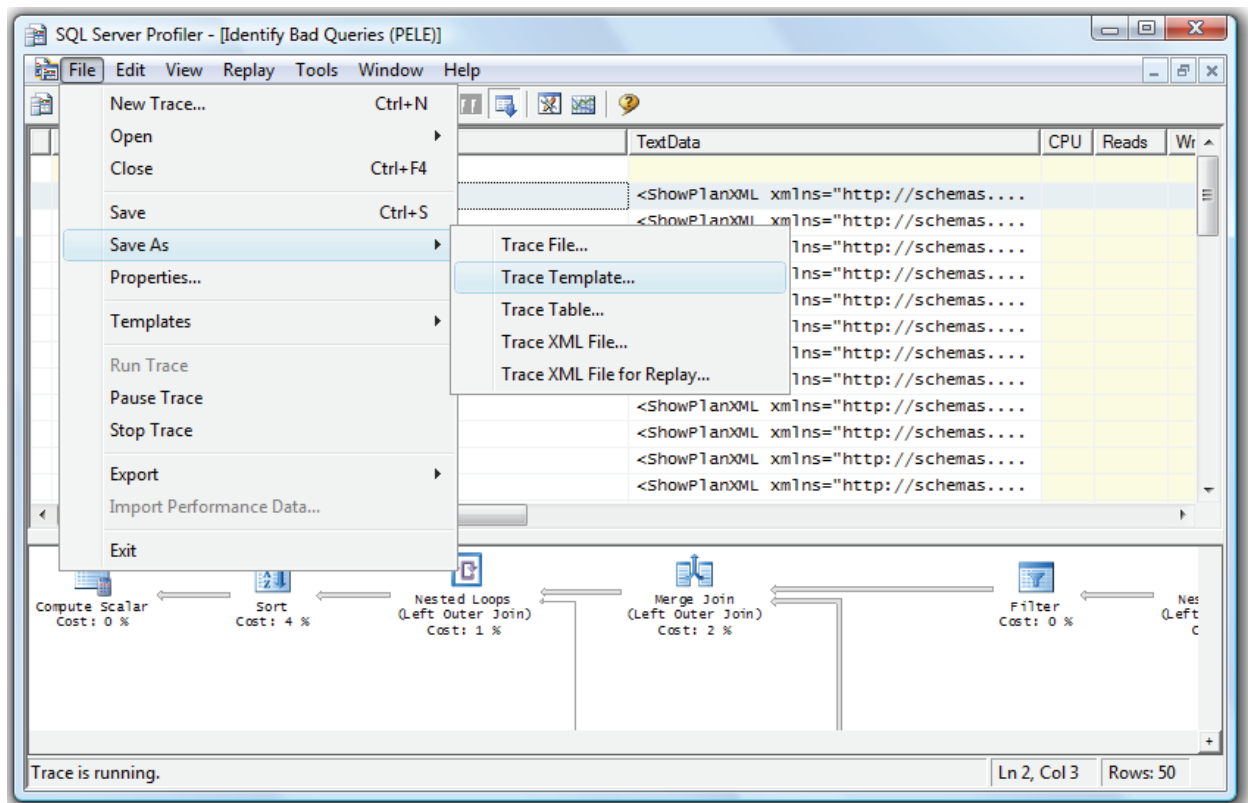 SQL Server Profiler - [Identify Bad Queries (PELE)]
File Edit View Replay Tools Window Help
New Trace... Ctrl+N
Open
Close Ctrl+F4
Save Ctrl+S
Save As
Properties...
Templates
Run Trace
Pause Trace
Stop Trace
Export
Import Performance Data...
Exit
Trace File...
Trace Template...
Trace Table...
Trace XML File...
Trace XML File for Replay...
TextData CPU Reads Wr
<ShowPlanXML xmlns="http://schemas....
<ShowPlanXML xmlns="http://schemas....
lns="http://schemas....
lns="http://schemas....
lns="http://schemas....
lns="http://schemas....
lns="http://schemas....
lns="http://schemas....
<ShowPlanXML xmlns="http://schemas....
<ShowPlanXML xmlns="http://schemas....
<ShowPlanXML xmlns="http://schemas....
<ShowPlanXML xmlns="http://schemas....
Compute Scalar
Cost: 0 %
Sort
Cost: 4 %
Nested Loops
(Left Outer Join)
Cost: 1 %
Merge Join
(Left Outer Join)
Cost: 2 %
Filter
Cost: 0 %
Nes
(Left
C
Trace is running. Ln 2, Col 3 Rows: 50